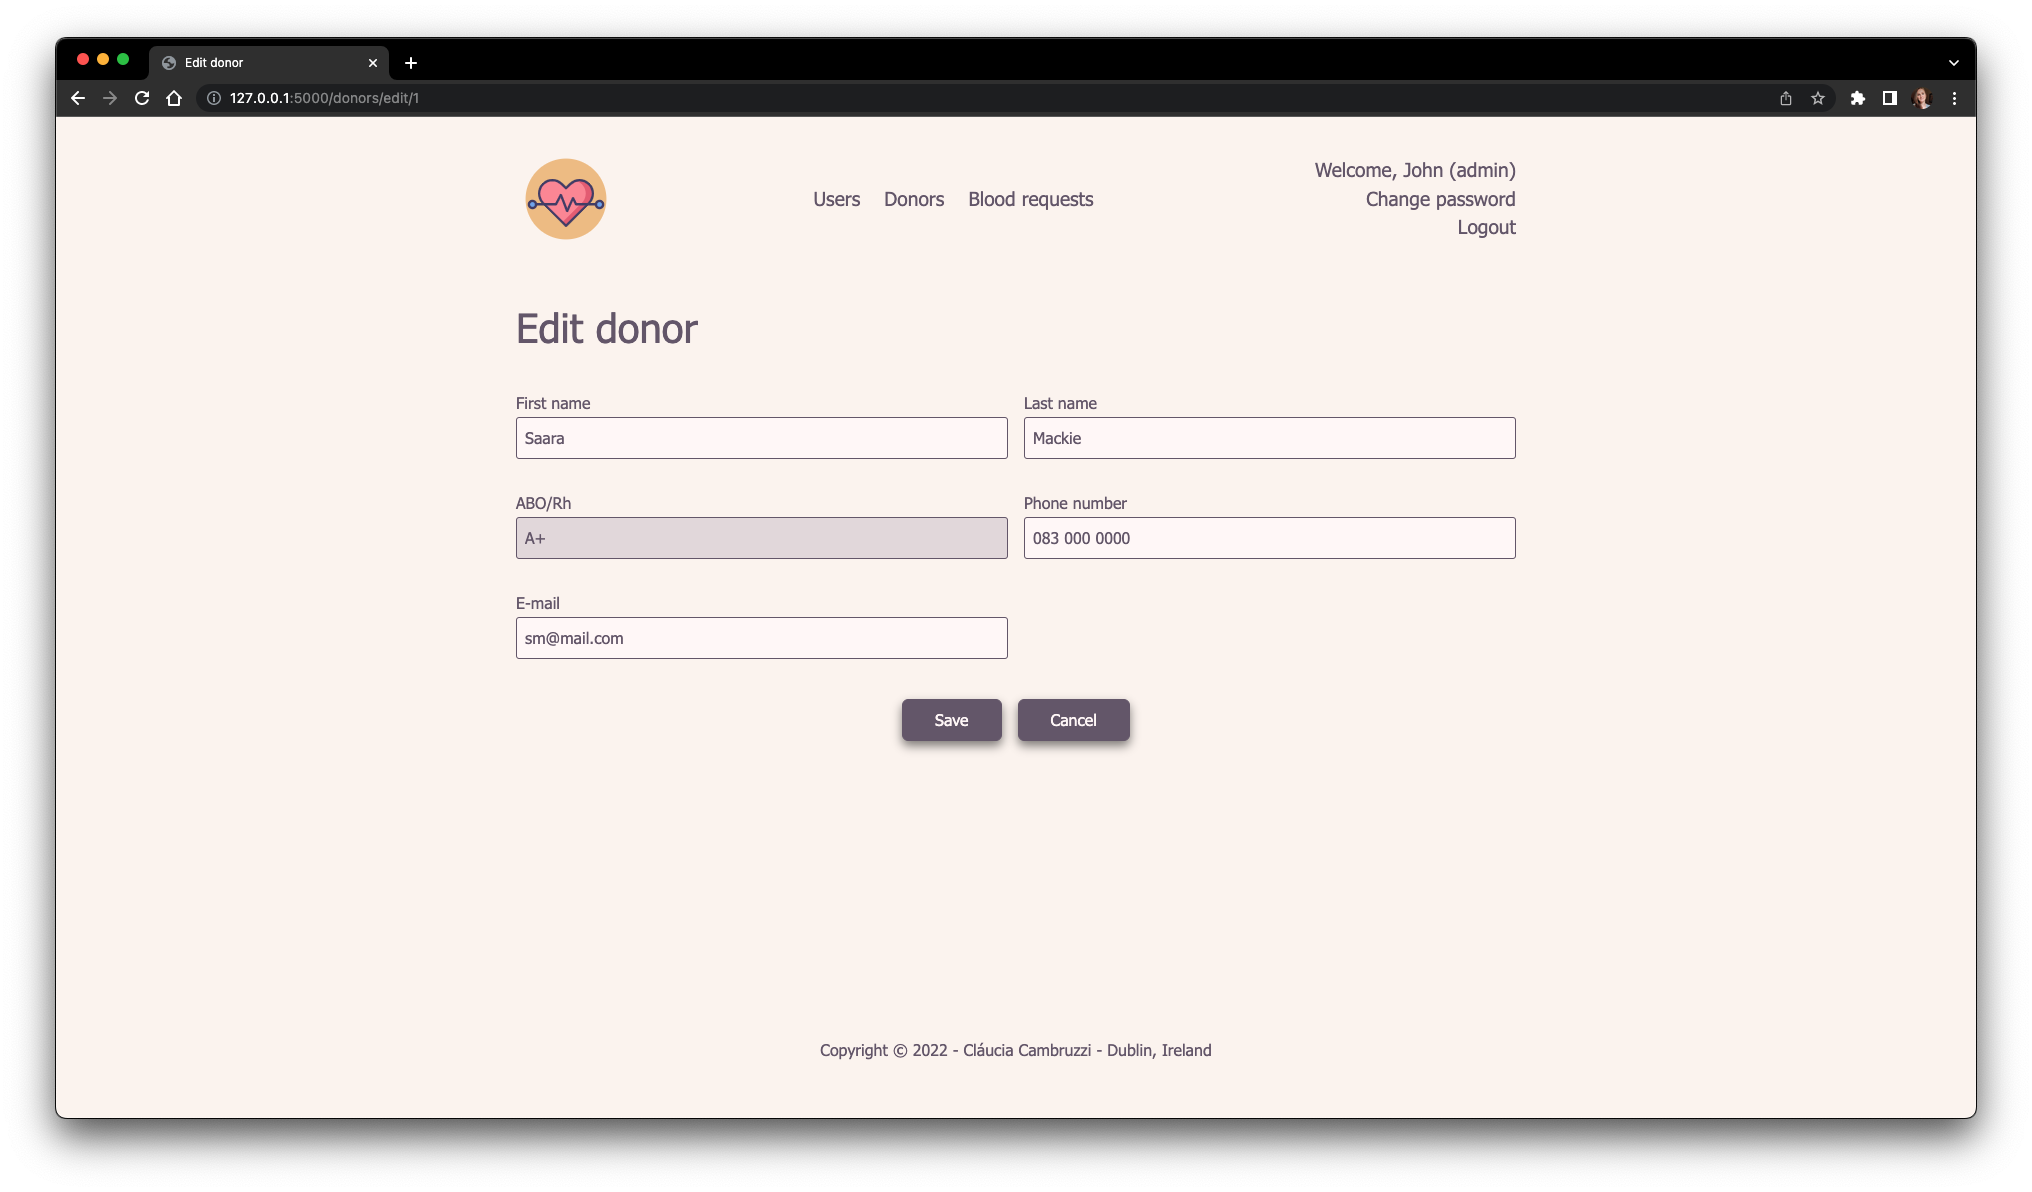 Edit donor
127.0.0.1:5000/donors/edit/1
Welcome, John (admin)
Users Donors Blood requests Change password
Logout
Edit donor
First name Last name
Saara Mackie
ABO/Rh Phone number
A+ 083 000 0000
E-mail
sm@mail.com
Save Cancel
Copyright © 2022 - Cláucia Cambruzzi - Dublin, Ireland